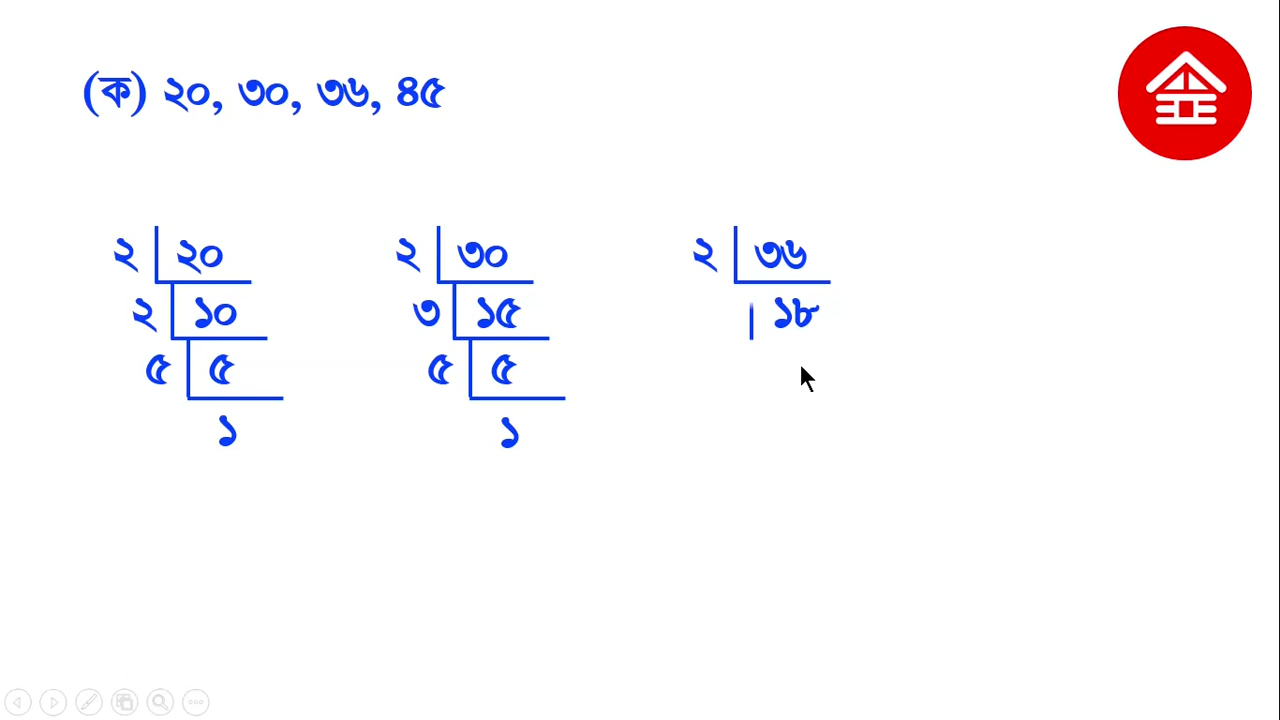 (ক) ২০, ৩০, ৩৬, ৪৫
২ ২০ ২ ৩০ ২ ৩৬
২ ১০ ৩ ১৫ ১৮
৫ ৫ ৫ ৫
১ ১